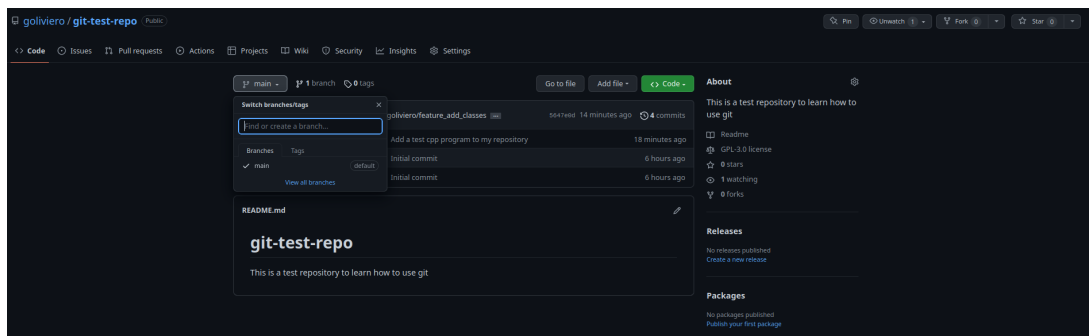 goliviero / git-test-repo Public
Pin Unwatch 1 Fork 0 Star 0
<> Code Issues Pull requests Actions Projects Wiki Security Insights Settings
main 1 branch 0 tags Go to file Add file <> Code
Switch branches/tags
Find or create a branch...
Branches Tags
main default
View all branches
goliviero/feature_add_classes ... 14 minutes ago 4 commits
Add a test cpp program to my repository 18 minutes ago
Initial commit 6 hours ago
Initial commit 6 hours ago
README.md
git-test-repo
This is a test repository to learn how to use git
About
This is a test repository to learn how to
use git
Readme
GPL-3.0 license
0 stars
1 watching
0 forks
Releases
No releases published
Create a new release
Packages
No packages published
Publish your first package